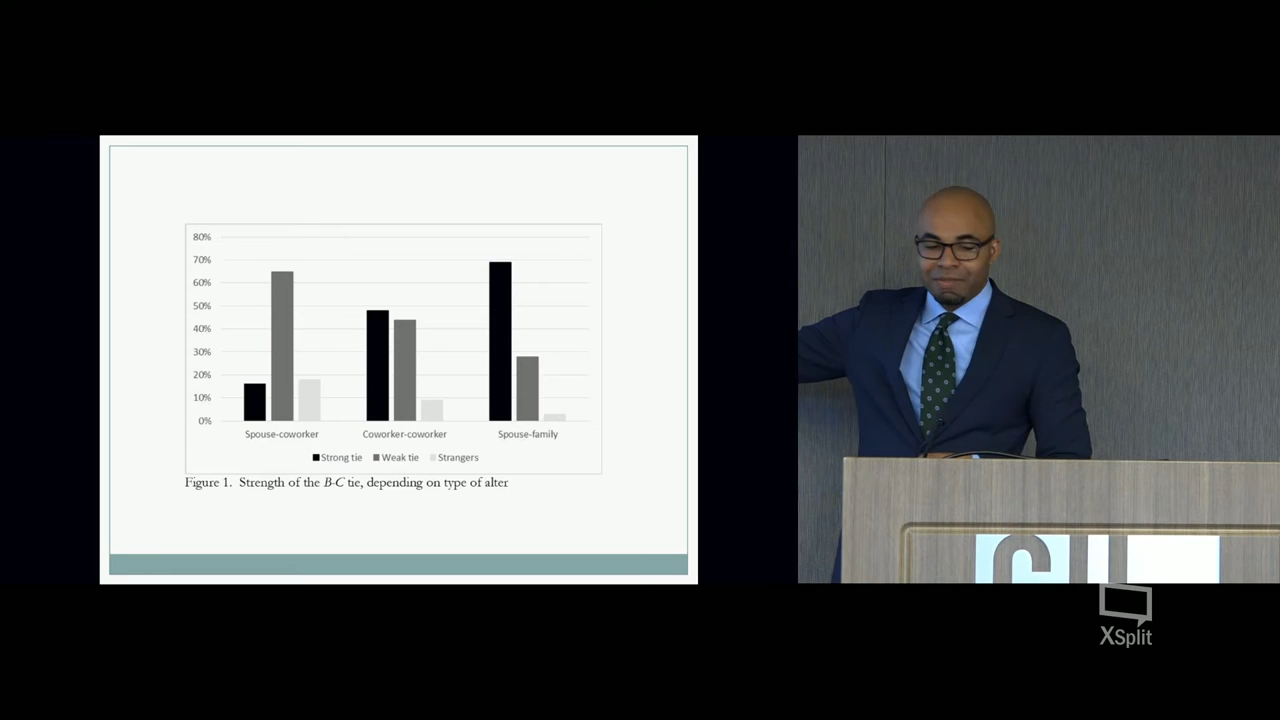 80%
70%
60%
50%
40%
30%
20%
10%
0%
Spouse-coworker Coworker-coworker Spouse-family
Strong tie Weak tie Strangers
Figure 1. Strength of the B-C tie, depending on type of alter
XSplit